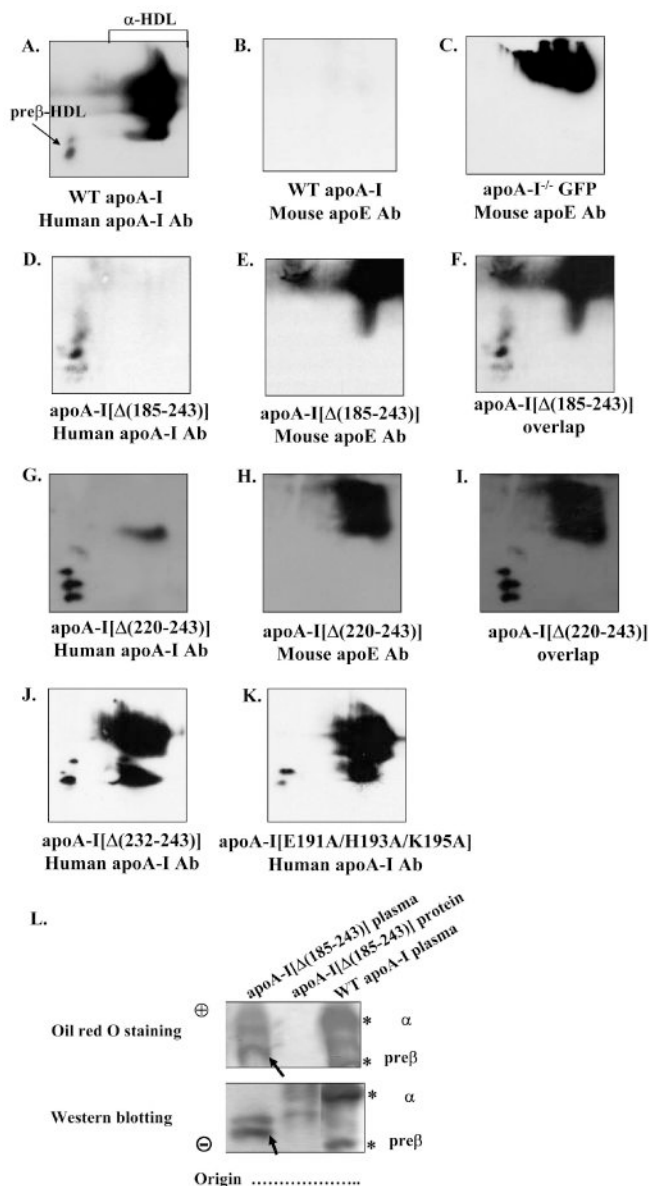 α-HDL
A.
B.
C.
preβ-HDL
WT apoA-I
Human apoA-I Ab
WT apoA-I
Mouse apoE Ab
apoA-I-/- GFP
Mouse apoE Ab
D.
E.
F.
apoA-I[Δ(185-243)]
Human apoA-I Ab
apoA-I[Δ(185-243)]
Mouse apoE Ab
apoA-I[Δ(185-243)]
overlap
G.
H.
I.
apoA-I[Δ(220-243)]
Human apoA-I Ab
apoA-I[Δ(220-243)]
Mouse apoE Ab
apoA-I[Δ(220-243)]
overlap
J.
K.
apoA-I[Δ(232-243)]
Human apoA-I Ab
apoA-I[E191A/H193A/K195A]
Human apoA-I Ab
L.
apoA-I[Δ(185-243)] plasma
apoA-I[Δ(185-243)] protein
WT apoA-I plasma
⊕
Oil red O staining
* α
* preβ
Western blotting
* α
⊖
* preβ
Origin ....................